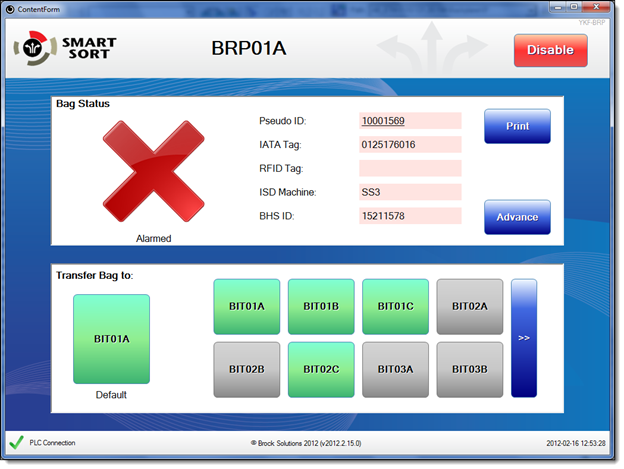 ContentForm
YKF-BRP
SMART
SORT
BRP01A
Disable
Bag Status
Pseudo ID: 10001569
Print
IATA Tag: 0125176016
RFID Tag:
ISD Machine: SS3
BHS ID: 15211578
Advance
Alarmed
Transfer Bag to:
BIT01A
Default
BIT01A BIT01B BIT01C BIT02A
>>
BIT02B BIT02C BIT03A BIT03B
PLC Connection
® Brock Solutions 2012 (v2012.2.15.0)
2012-02-16 12:53:28